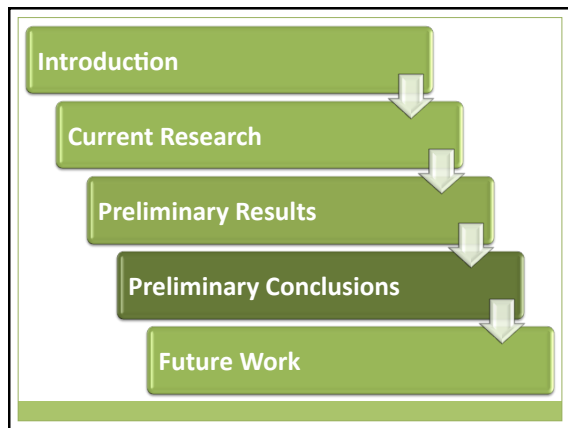 Introduction
Current Research
Preliminary Results
Preliminary Conclusions
Future Work